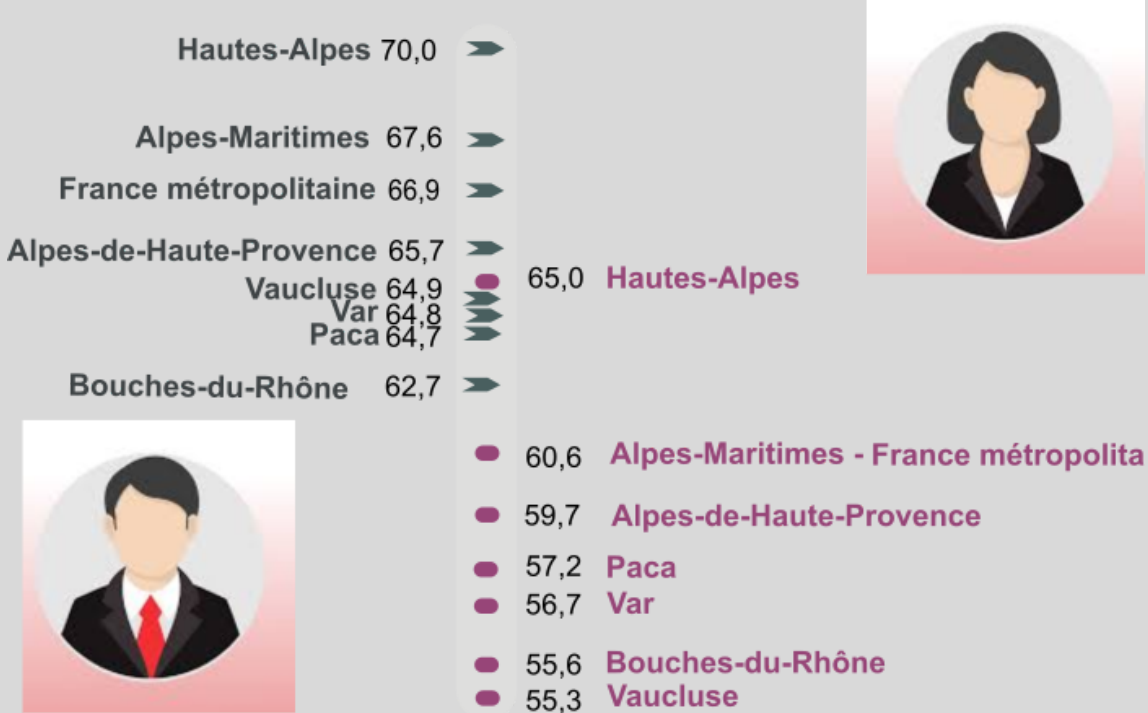 Hautes-Alpes 70,0
Alpes-Maritimes 67,6
France métropolitaine 66,9
Alpes-de-Haute-Provence 65,7
65,0 Hautes-Alpes
Vaucluse 64,9
Var 64,8
Paca 64,7
Bouches-du-Rhône 62,7
60,6 Alpes-Maritimes - France métropolita
59,7 Alpes-de-Haute-Provence
57,2 Paca
56,7 Var
55,6 Bouches-du-Rhône
55,3 Vaucluse